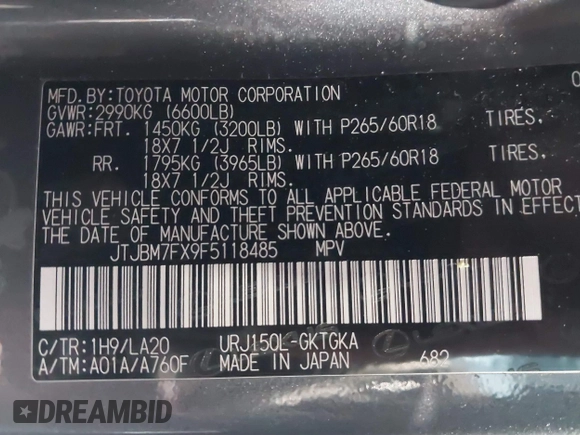 MFD.BY:TOYOTA MOTOR CORPORATION
GVWR:2990KG (6600LB)
GAWR:FRT. 1450KG (3200LB) WITH P265/60R18 TIRES,
18X7 1/2J RIMS.
RR. 1795KG (3965LB) WITH P265/60R18 TIRES,
18X7 1/2J RIMS.
THIS VEHICLE CONFORMS TO ALL APPLICABLE FEDERAL MOTOR
VEHICLE SAFETY AND THEFT PREVENTION STANDARDS IN EFFECT
THE DATE OF MANUFACTURE SHOWN ABOVE.
JTJBM7FX9F5118485 MPV
C/TR:1H9/LA20 URJ150L-GKTGKA
A/TM:A01A/A760F MADE IN JAPAN 682
DREAMBID